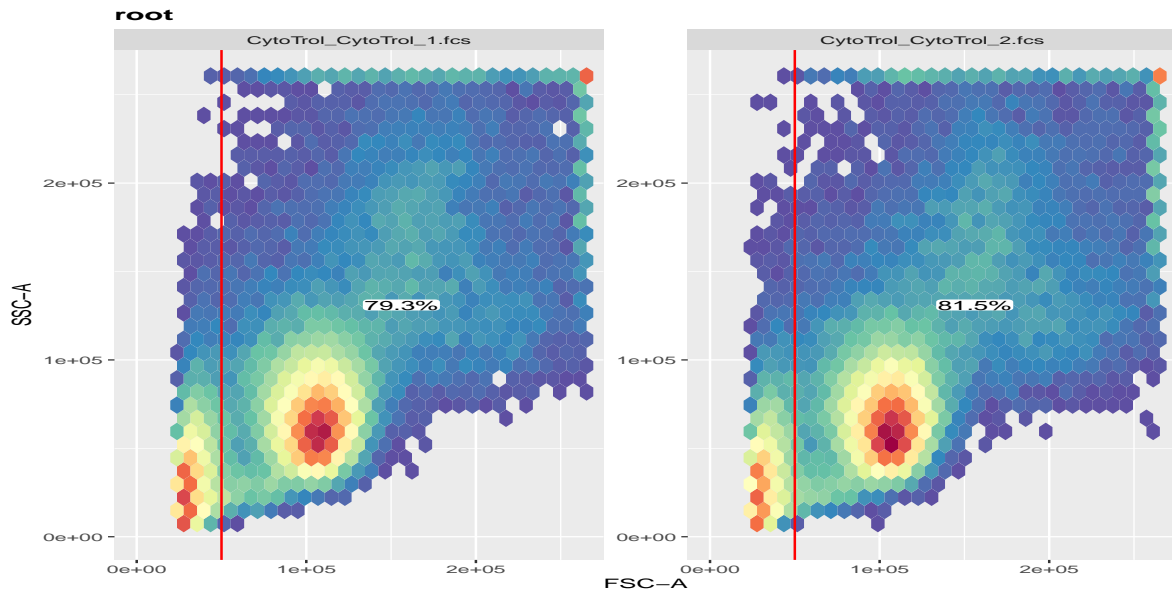 root
CytoTrol_CytoTrol_1.fcs
CytoTrol_CytoTrol_2.fcs
SSC−A
2e+05
1e+05
0e+00
79.3%
2e+05
1e+05
0e+00
81.5%
0e+00
1e+05
2e+05
0e+00
1e+05
2e+05
FSC−A